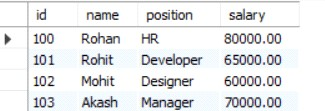 id name position salary
100 Rohan HR 80000.00
101 Rohit Developer 65000.00
102 Mohit Designer 60000.00
103 Akash Manager 70000.00